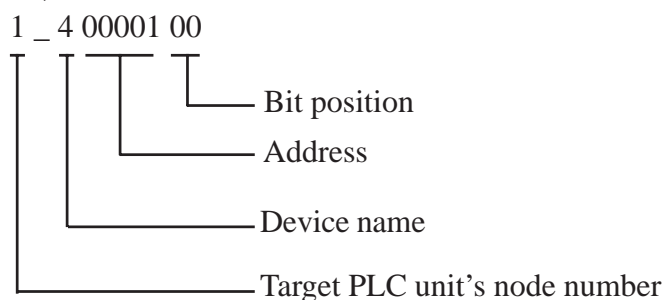 1 _ 4 00001 00
Bit position
Address
Device name
Target PLC unit's node number